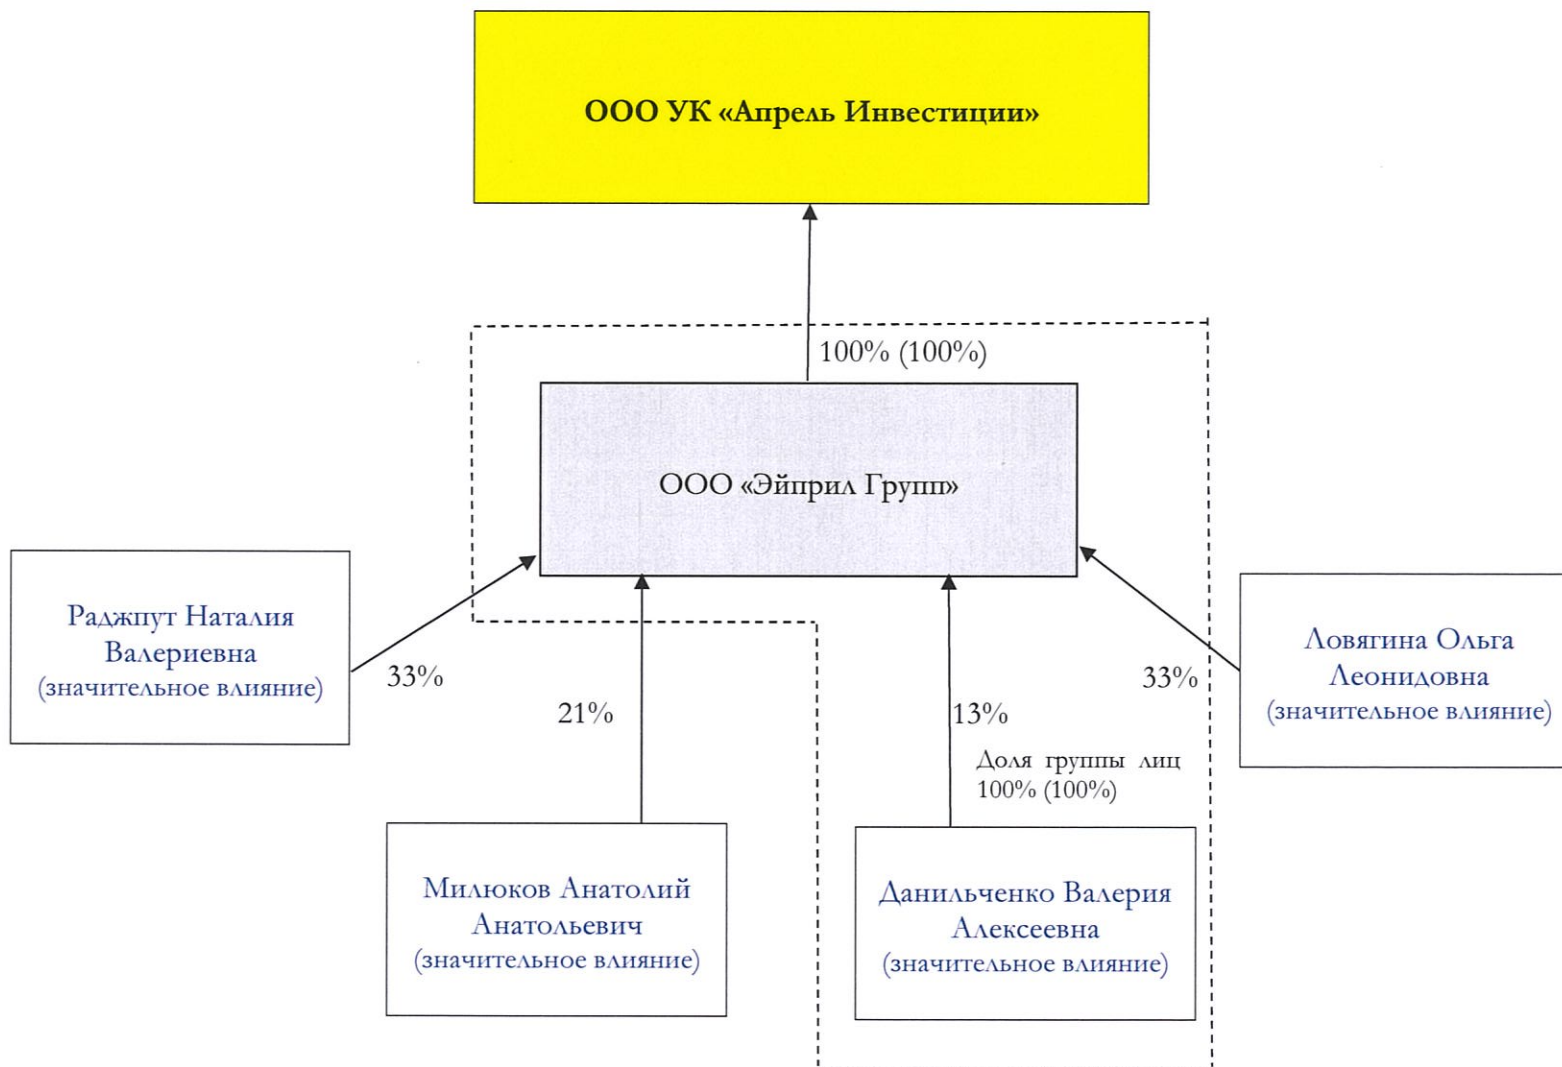 ООО УК «Апрель Инвестиции»
100% (100%)
ООО «Эйприл Групп»
Раджпут Наталия
Валериевна
(значительное влияние)
33%
21%
13%
33%
Ловягина Ольга
Леонидовна
(значительное влияние)
Доля группы лиц
100% (100%)
Милюков Анатолий
Анатольевич
(значительное влияние)
Данильченко Валерия
Алексеевна
(значительное влияние)